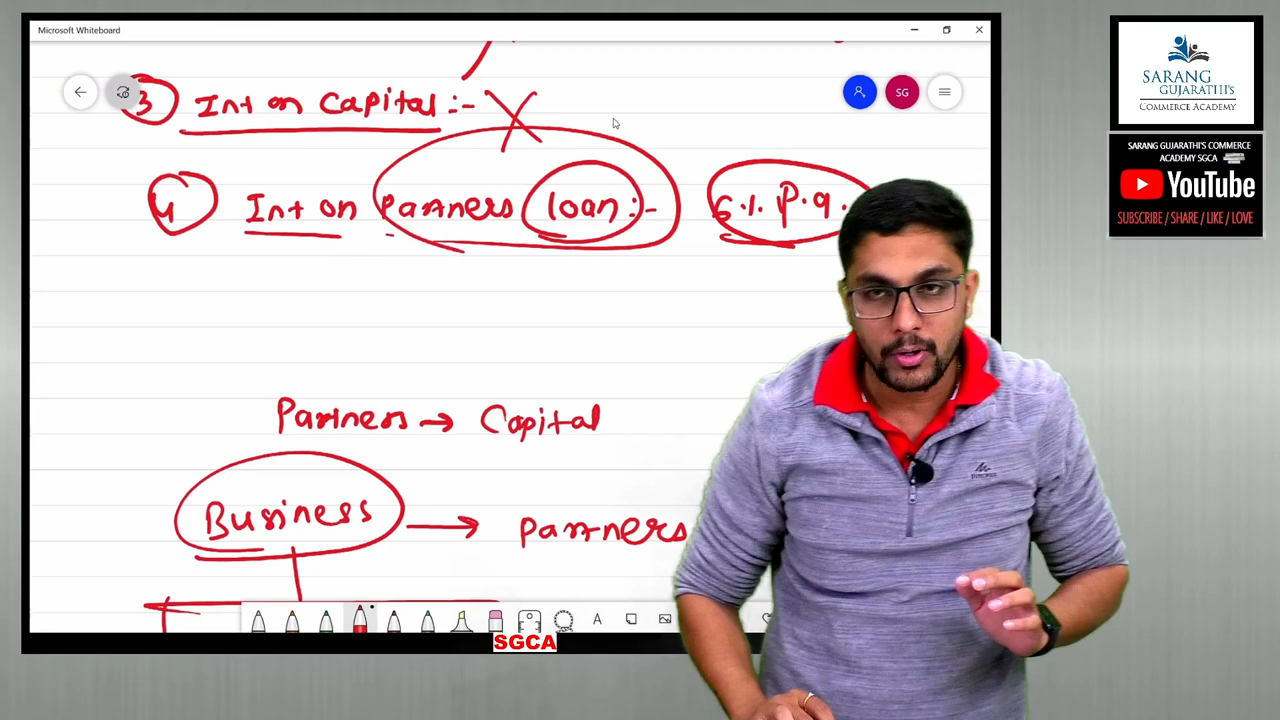 Microsoft Whiteboard
3 Int on Capital :- X
4 Int on Partners loan :- 6 %. P.a.
Partners → Capital
Business → Partners
SG
A
SGCA
SARANG
GUJARATHI'S
COMMERCE ACADEMY
SARANG GUJARATHI'S COMMERCE
ACADEMY SGCA
YouTube
SUBSCRIBE / SHARE / LIKE / LOVE